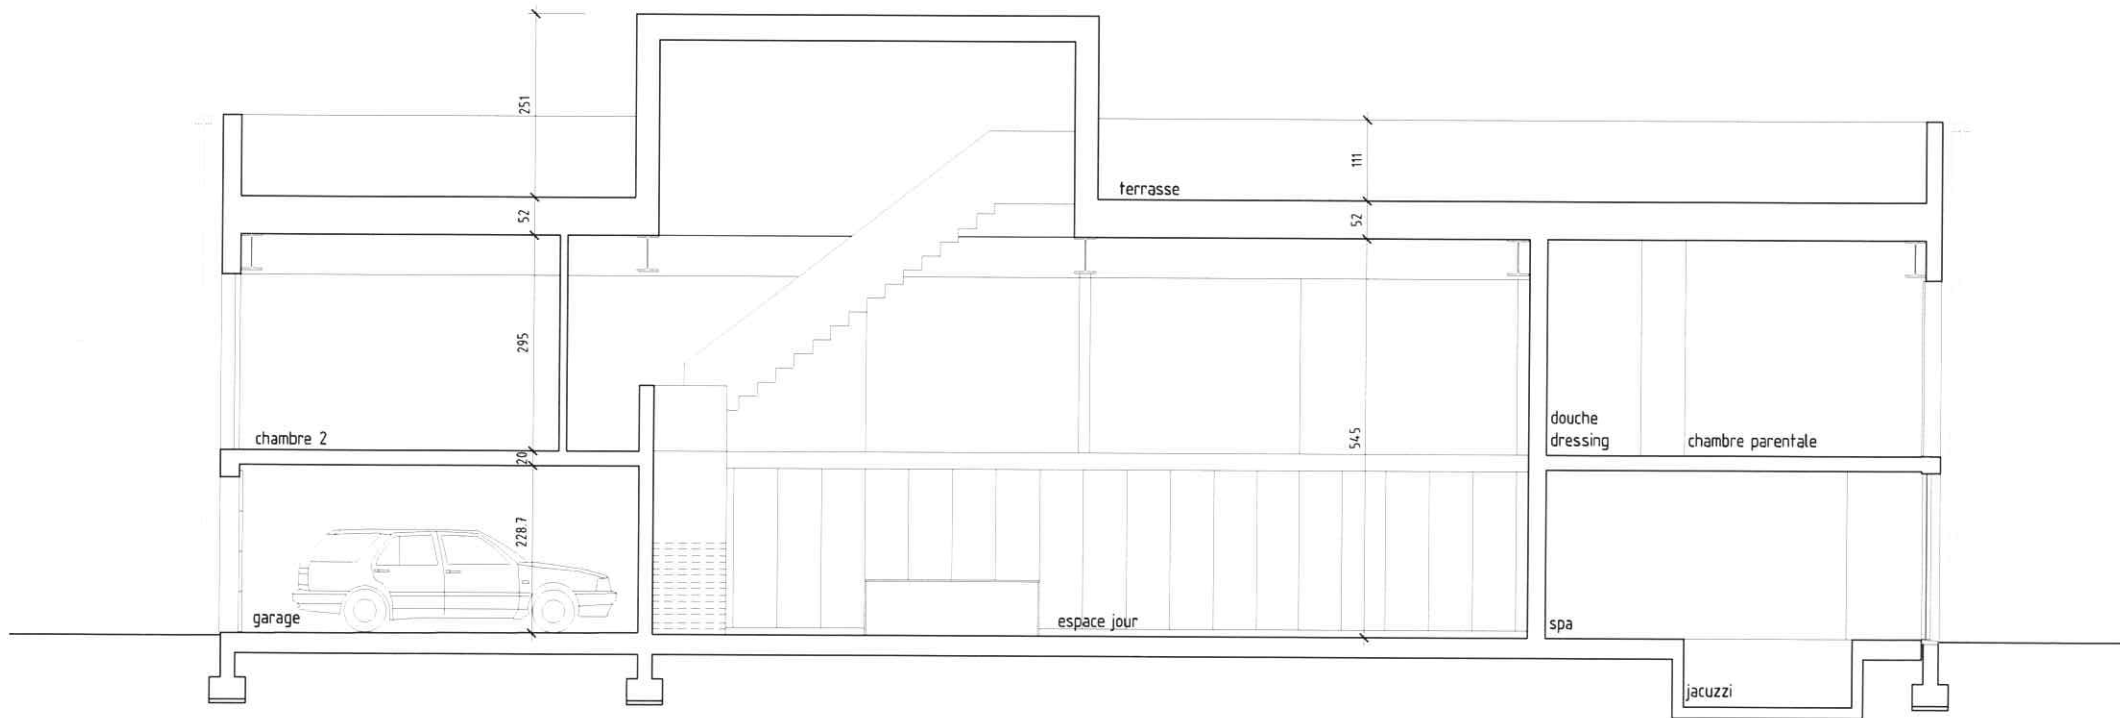 251
111
terrasse
52
52
295
chambre 2
545
douche
dressing
chambre parentale
20
228.7
garage
espace jour
spa
jacuzzi